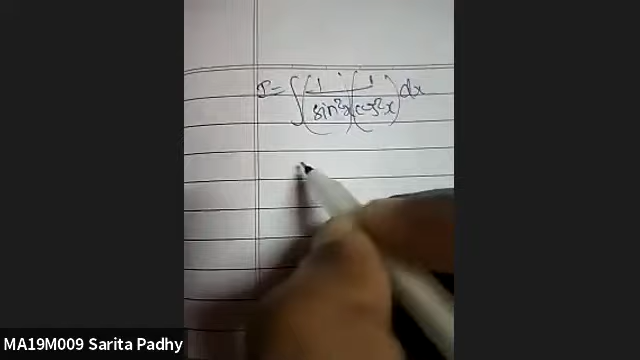 I = ∫ (1/sin²x) (1/cos²x) dx
MA19M009 Sarita Padhy